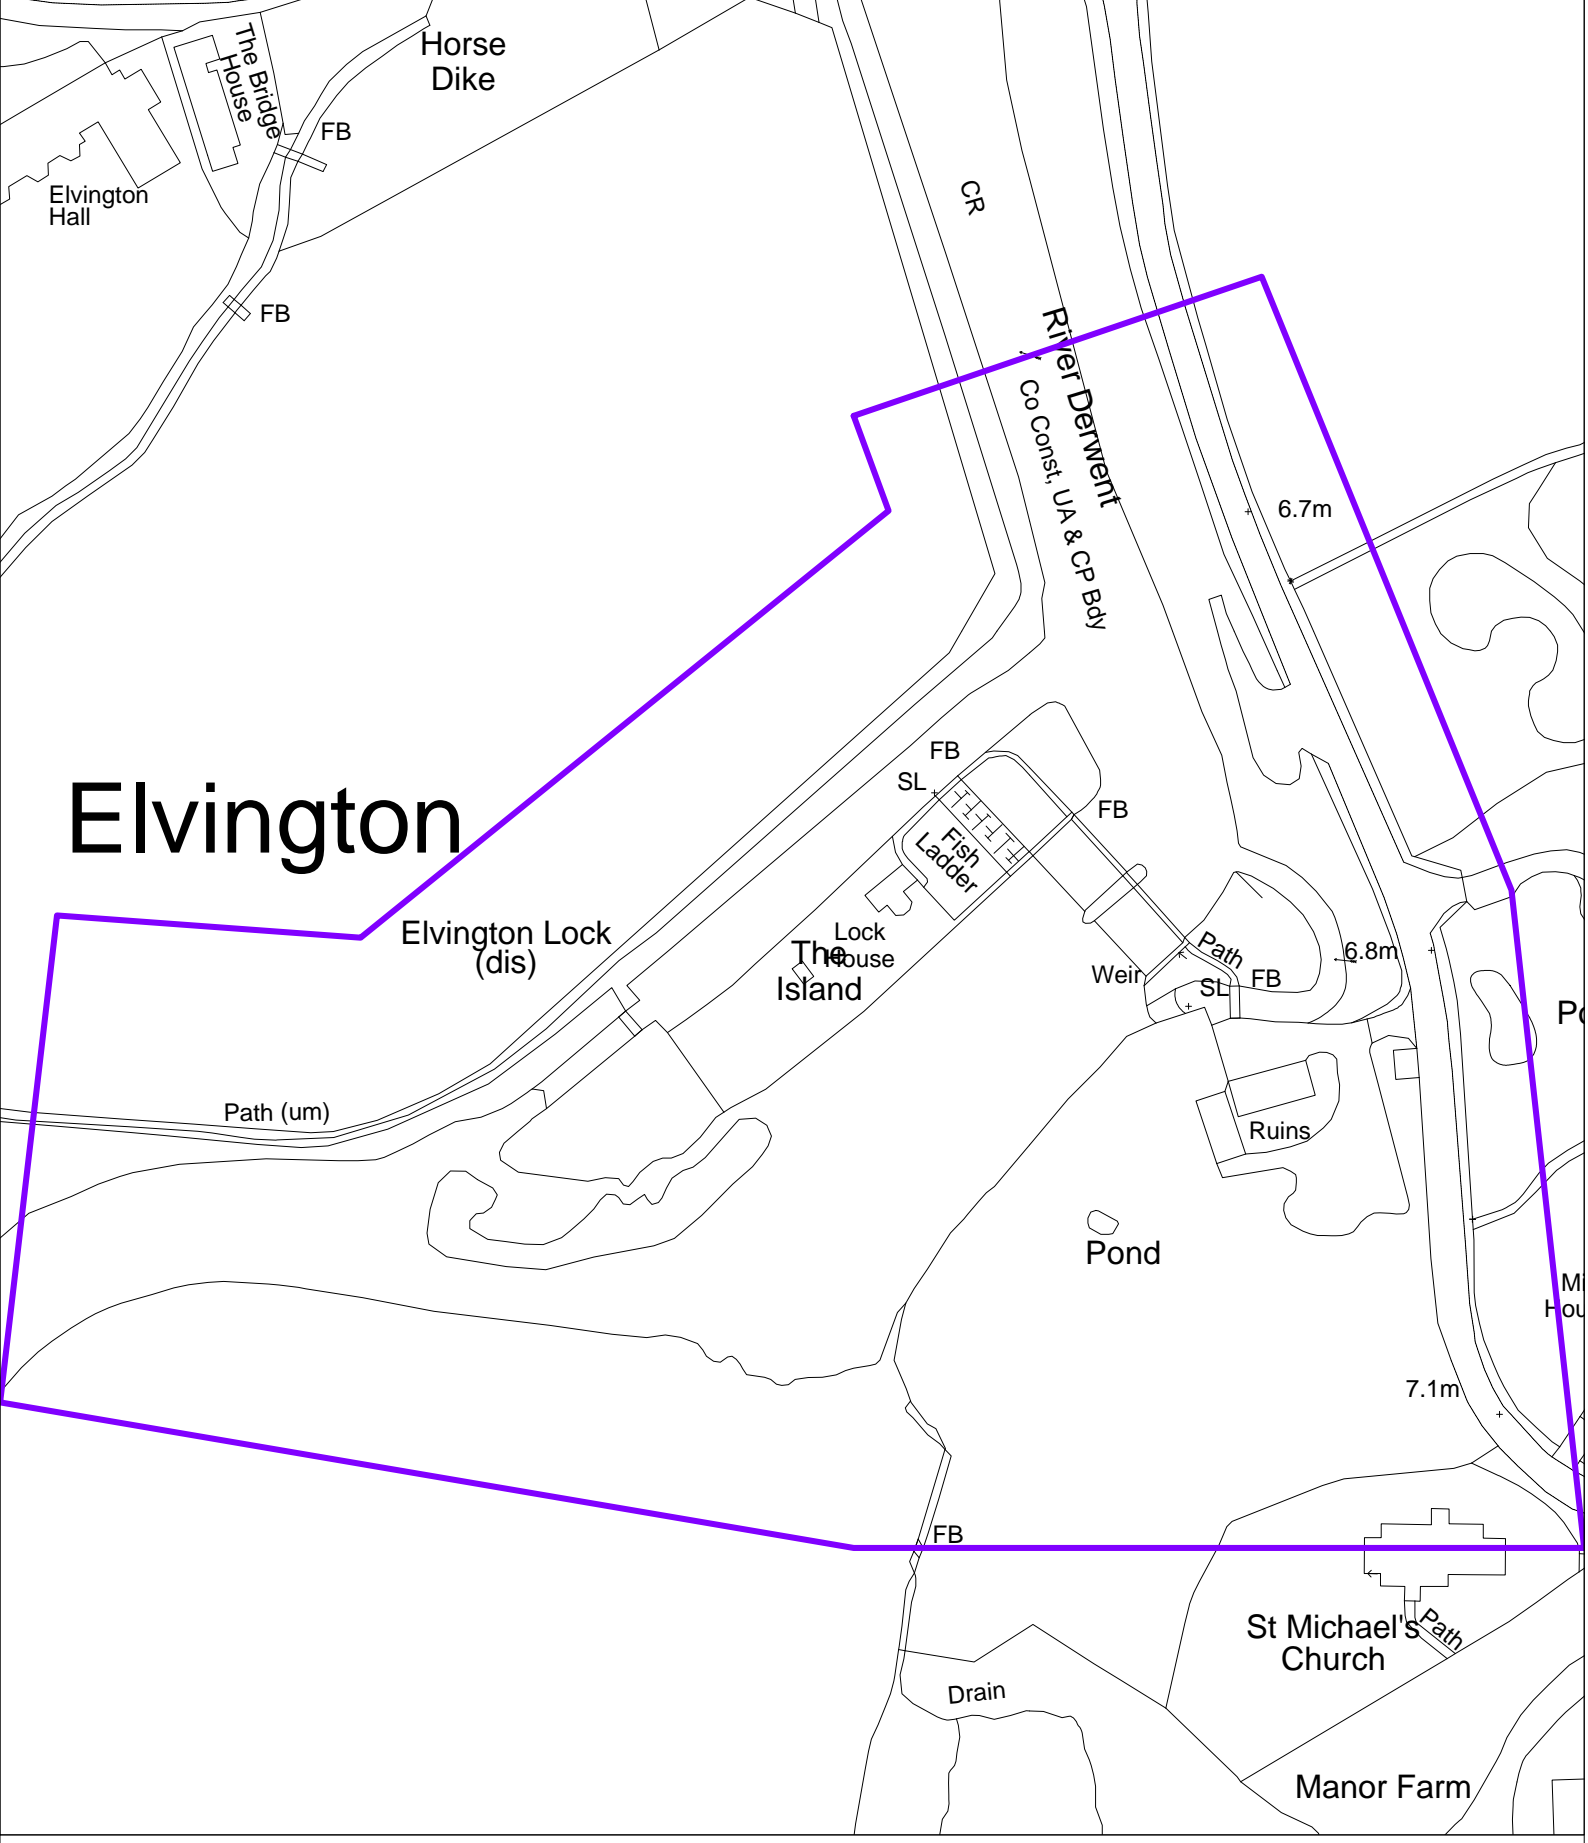 The Bridge
House
Horse
Dike
FB
Elvington
Hall
CR
FB
River Derwent
Co Const, UA & CP Bdy
6.7m
FB
SL
FB
Fish
Ladder
Elvington
Elvington Lock
(dis)
Lock
House
The
Island
Path
6.8m
Weir
FB
SL
Path (um)
Ruins
Pond
7.1m
FB
St Michael's
Church
Path
Drain
Manor Farm